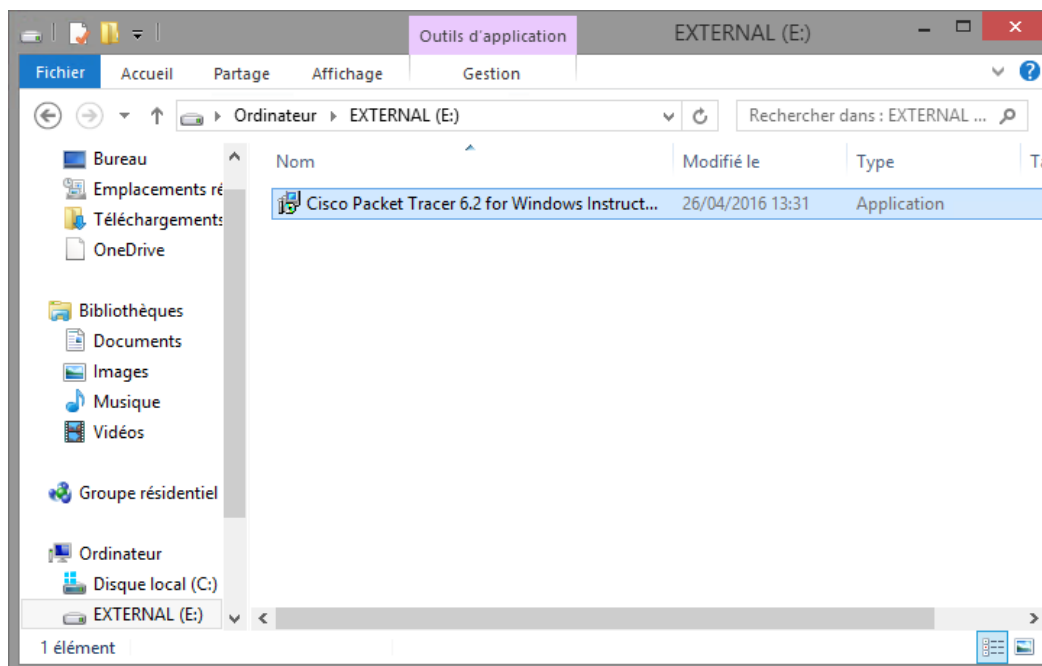 Outils d'application
EXTERNAL (E:)
Fichier Accueil Partage Affichage Gestion
Ordinateur EXTERNAL (E:)
Rechercher dans : EXTERNAL ...
Nom Modifié le Type
Cisco Packet Tracer 6.2 for Windows Instruct... 26/04/2016 13:31 Application
Bureau
Emplacements ré
Téléchargements
OneDrive
Bibliothèques
Documents
Images
Musique
Vidéos
Groupe résidentiel
Ordinateur
Disque local (C:)
EXTERNAL (E:)
1 élément